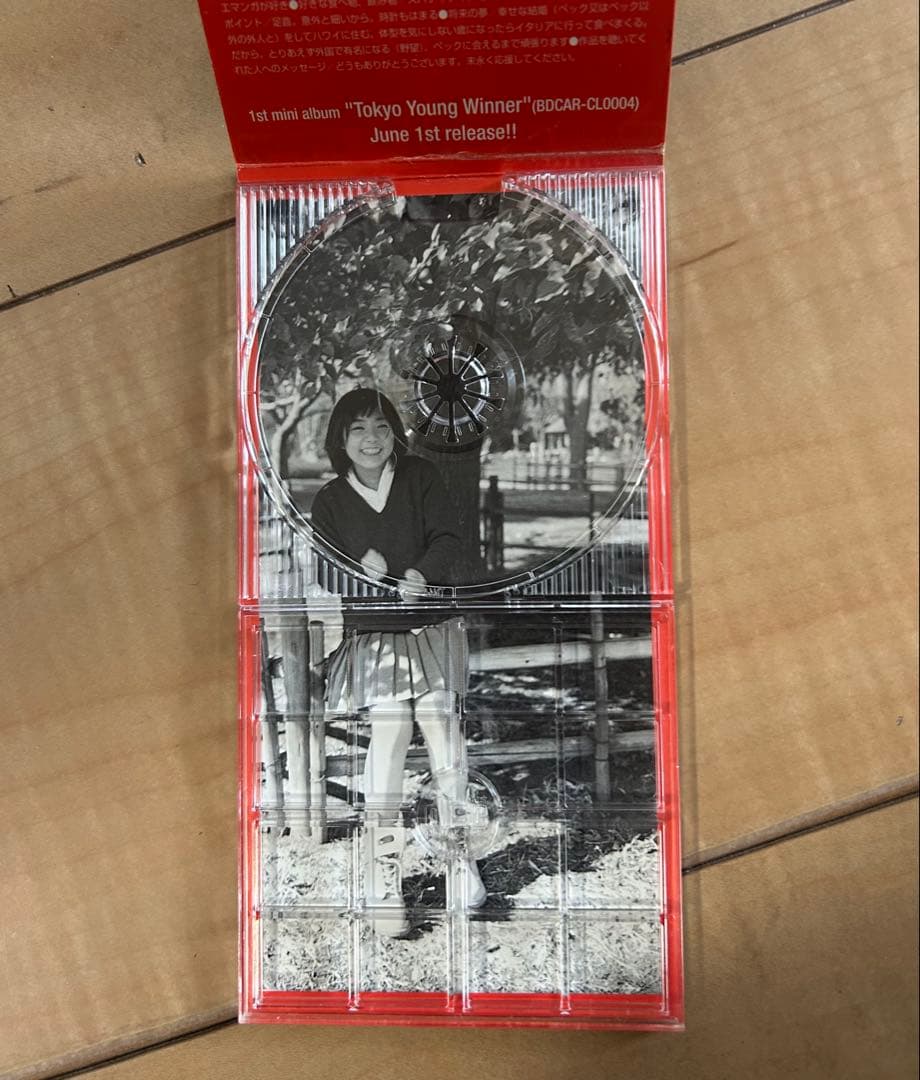 エマンガが好き●好きな食べ物、飲み物
ポイント／足首。意外と細いから。時計もはまる●将来の夢／幸せな結婚（ベック又はベック以
外の外人と）をしてハワイに住む。体型を気にしない歳になったらイタリアに行って食べまくる。
だから、とりあえず外国で有名になる（野望）。ベックに会えるまで頑張ります●作品を聴いてく
れた人へのメッセージ／どうもありがとうございます。末永く応援してください。
1st mini album "Tokyo Young Winner"(BDCAR-CL0004)
June 1st release!!